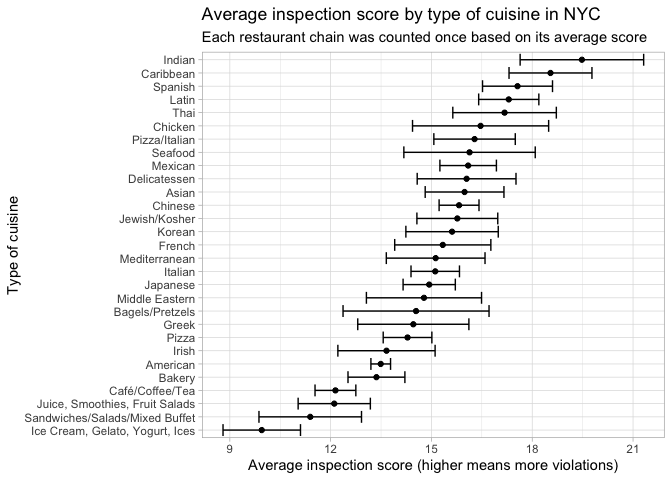 Average inspection score by type of cuisine in NYC
Each restaurant chain was counted once based on its average score
Type of cuisine
Indian
Caribbean
Spanish
Latin
Thai
Chicken
Pizza/Italian
Seafood
Mexican
Delicatessen
Asian
Chinese
Jewish/Kosher
Korean
French
Mediterranean
Italian
Japanese
Middle Eastern
Bagels/Pretzels
Greek
Pizza
Irish
American
Bakery
Café/Coffee/Tea
Juice, Smoothies, Fruit Salads
Sandwiches/Salads/Mixed Buffet
Ice Cream, Gelato, Yogurt, Ices
9 12 15 18 21
Average inspection score (higher means more violations)